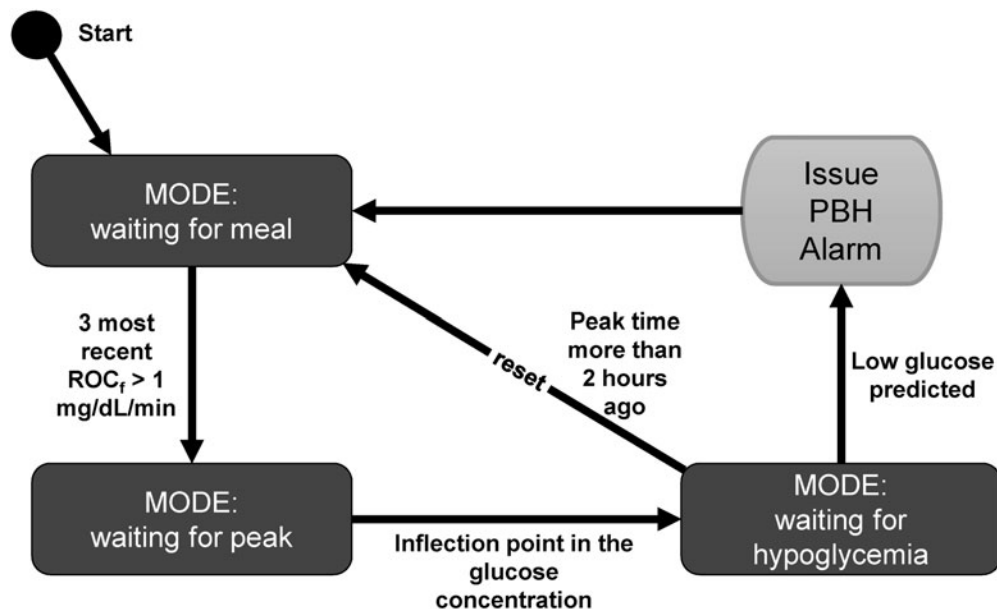 Start
MODE:
waiting for meal
Issue
PBH
Alarm
3 most
recent
ROC_f > 1
mg/dL/min
reset
Peak time
more than
2 hours
ago
Low glucose
predicted
MODE:
waiting for peak
Inflection point in the
glucose
concentration
MODE:
waiting for
hypoglycemia